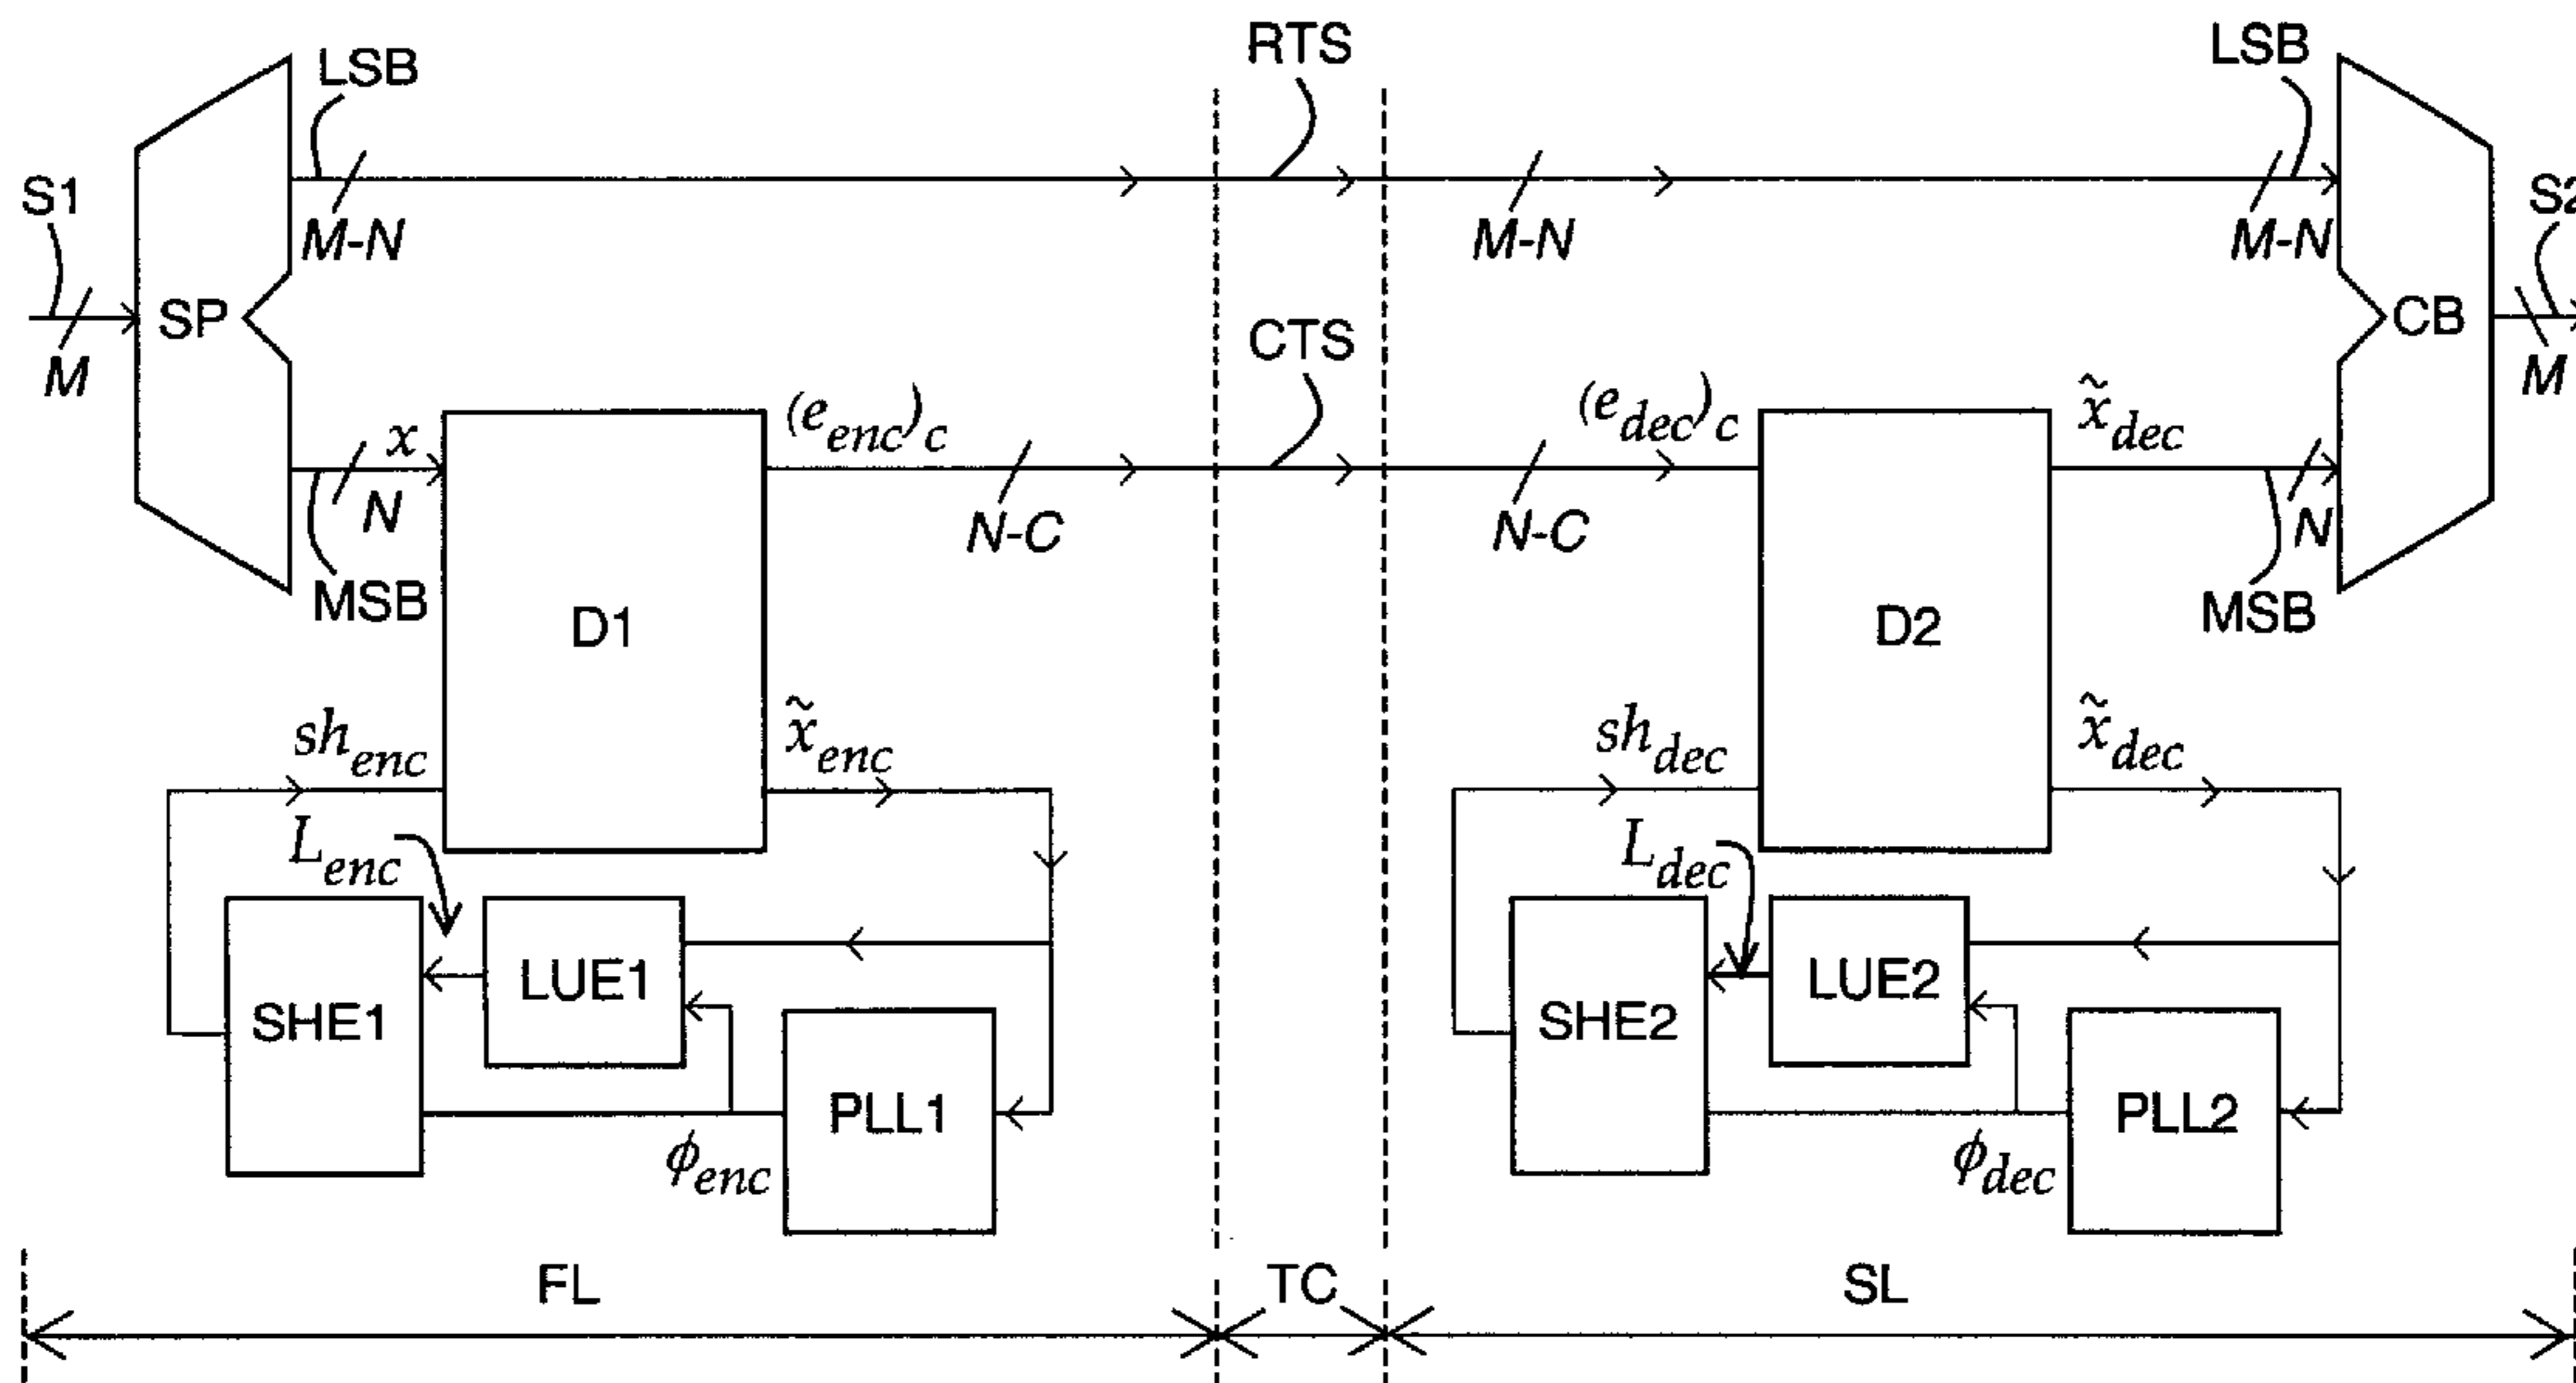 RTS
LSB
LSB
S1
M-N
M-N
M-N
S2
SP
CTS
CB
M
M
(e_enc)_c
(e_dec)_c
x̃_dec
x
N
N-C
N-C
N
MSB
MSB
D1
D2
sh_enc
x̃_enc
sh_dec
x̃_dec
L_enc
L_dec
SHE1
LUE1
SHE2
LUE2
PLL1
PLL2
ϕ_enc
ϕ_dec
FL
TC
SL